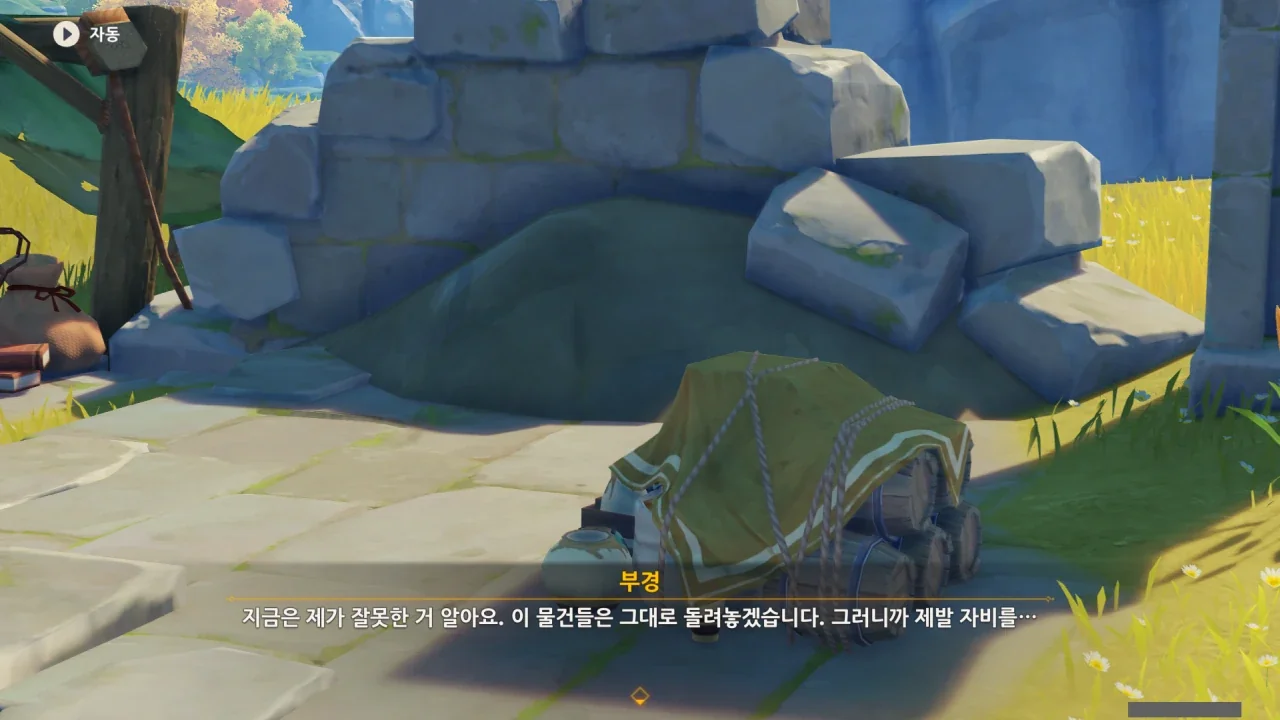 자동
부경
지금은 제가 잘못한 거 알아요. 이 물건들은 그대로 돌려놓겠습니다. 그러니까 제발 자비를…